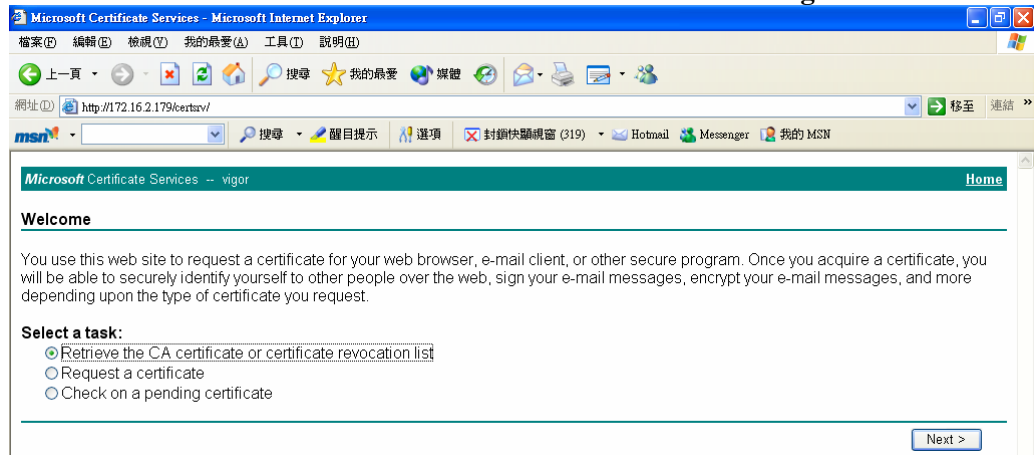 Microsoft Certificate Services - Microsoft Internet Explorer
檔案(F) 編輯(E) 檢視(V) 我的最愛(A) 工具(T) 說明(H)
上一頁 搜尋 我的最愛 媒體
網址(D) http://172.16.2.179/certsrv/ 移至 連結 »
msn 搜尋 醒目提示 選項 封鎖快顯視窗 (319) Hotmail Messenger 我的 MSN
Microsoft Certificate Services -- vigor Home
Welcome
You use this web site to request a certificate for your web browser, e-mail client, or other secure program. Once you acquire a certificate, you
will be able to securely identify yourself to other people over the web, sign your e-mail messages, encrypt your e-mail messages, and more
depending upon the type of certificate you request.
Select a task:
Retrieve the CA certificate or certificate revocation list
Request a certificate
Check on a pending certificate
Next >